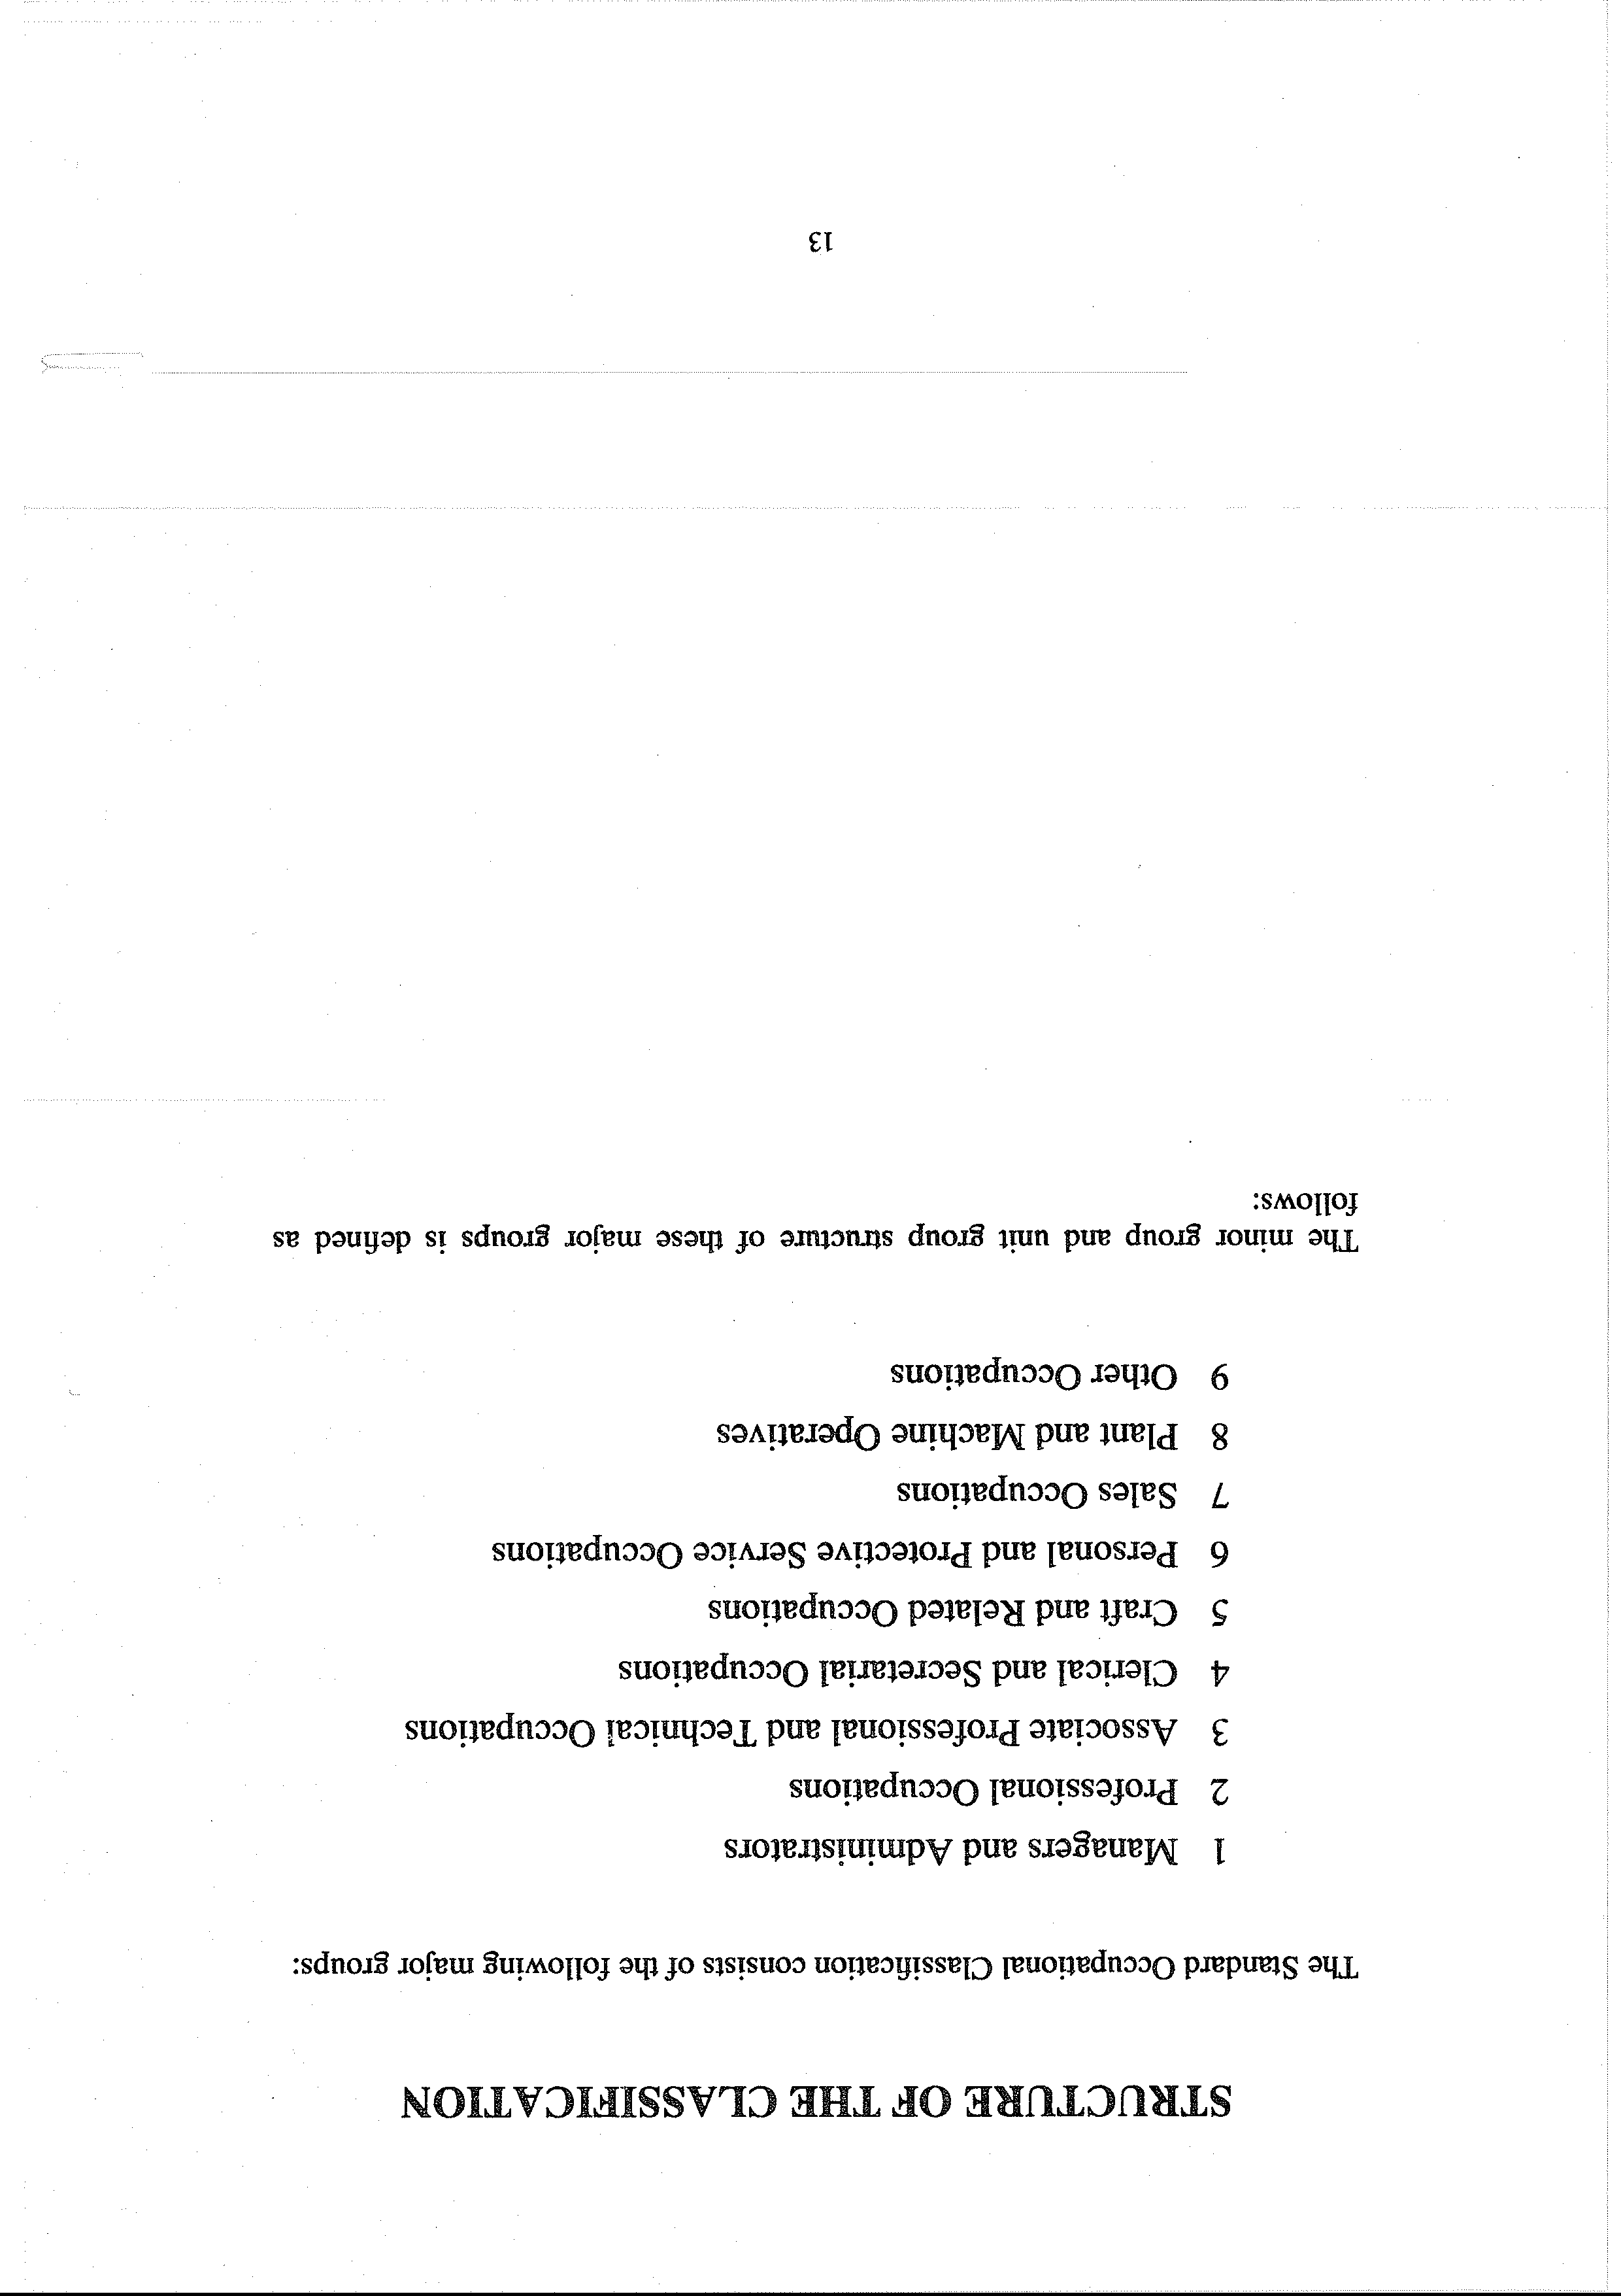 STRUCTURE OF THE CLASSIFICATION
The Standard Occupational Classification consists of the following major groups:
1 Managers and Administrators
2 Professional Occupations
3 Associate Professional and Technical Occupations
4 Clerical and Secretarial Occupations
5 Craft and Related Occupations
6 Personal and Protective Service Occupations
7 Sales Occupations
8 Plant and Machine Operatives
9 Other Occupations
The minor group and unit group structure of these major groups is defined as
follows:
13